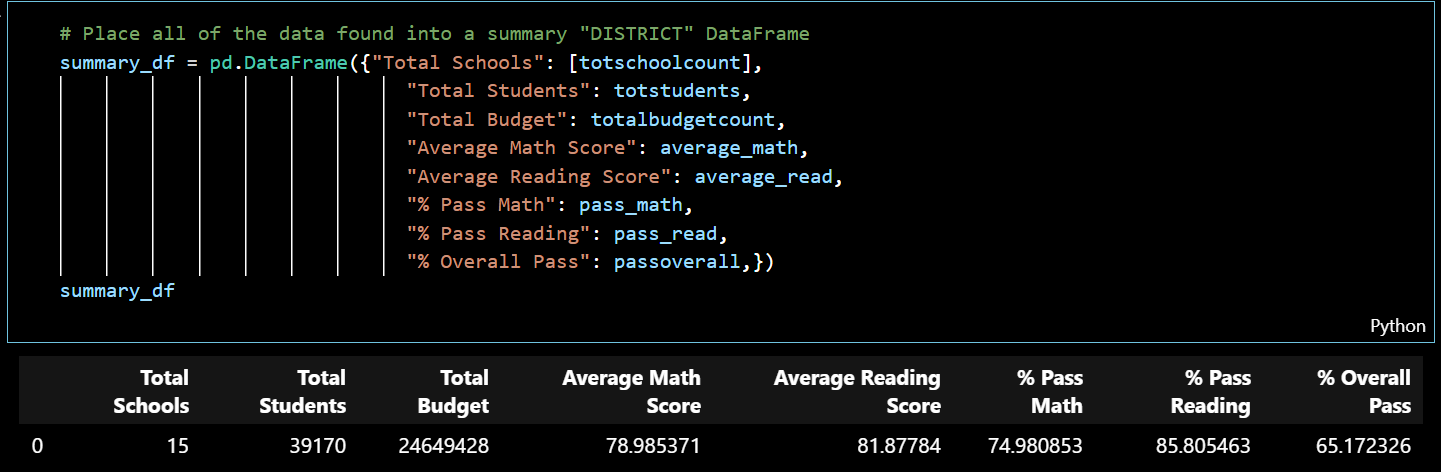 # Place all of the data found into a summary "DISTRICT" DataFrame
summary_df = pd.DataFrame({"Total Schools": [totschoolcount],
"Total Students": totstudents,
"Total Budget": totalbudgetcount,
"Average Math Score": average_math,
"Average Reading Score": average_read,
"% Pass Math": pass_math,
"% Pass Reading": pass_read,
"% Overall Pass": passoverall,})
summary_df
Python
Total Schools Total Students Total Budget Average Math Score Average Reading Score % Pass Math % Pass Reading % Overall Pass
0 15 39170 24649428 78.985371 81.87784 74.980853 85.805463 65.172326